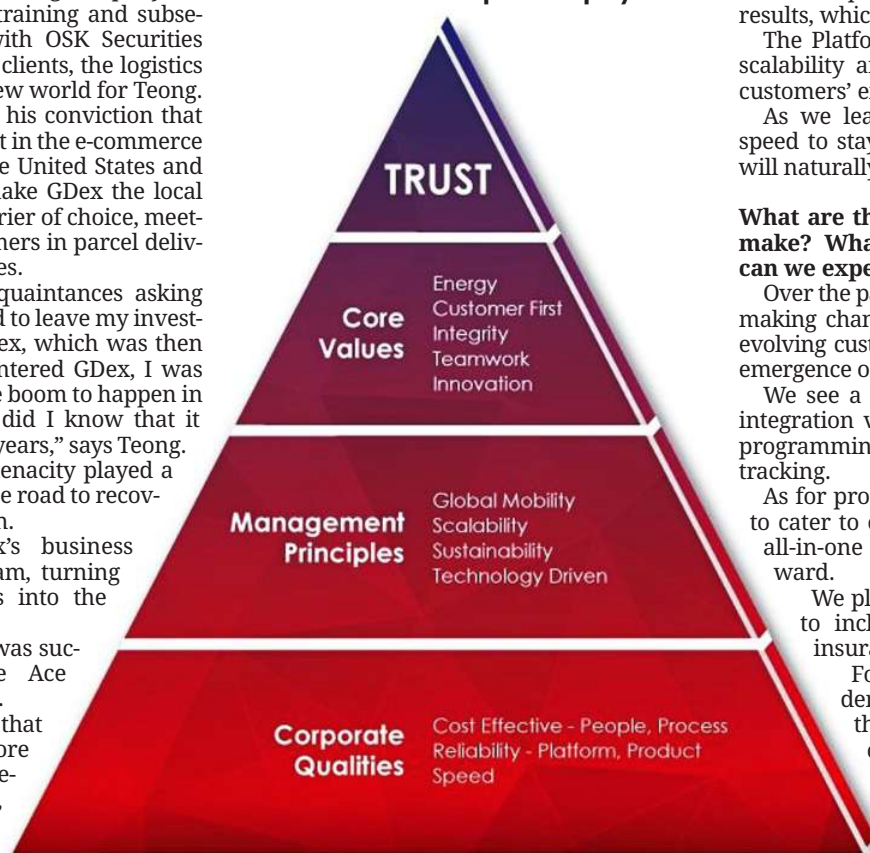 training and subse-
with OSK Securities
clients, the logistics
ew world for Teong.
his conviction that
t in the e-commerce
e United States and
ake GDex the local
rier of choice, meet-
ners in parcel deliv-
es.
quaintances asking
d to leave my invest-
ex, which was then
ntered GDex, I was
e boom to happen in
did I know that it
years,” says Teong.
enacity played a
e road to recov-
n.
x’s business
am, turning
s into the
was suc-
e Ace
that
ore
e-
TRUST
Core
Values
Energy
Customer First
Integrity
Teamwork
Innovation
Management
Principles
Global Mobility
Scalability
Sustainability
Technology Driven
Corporate
Qualities
Cost Effective - People, Process
Reliability - Platform, Product
Speed
results, whic
The Platfo
scalability a
customers’ e
As we lea
speed to stay
will naturally
What are th
make? Wha
can we expe
Over the pa
making chan
evolving cust
emergence o
We see a
integration v
programmin
tracking.
As for pro
to cater to
all-in-one
ward.
We pl
to incl
insura
Fo
der
th